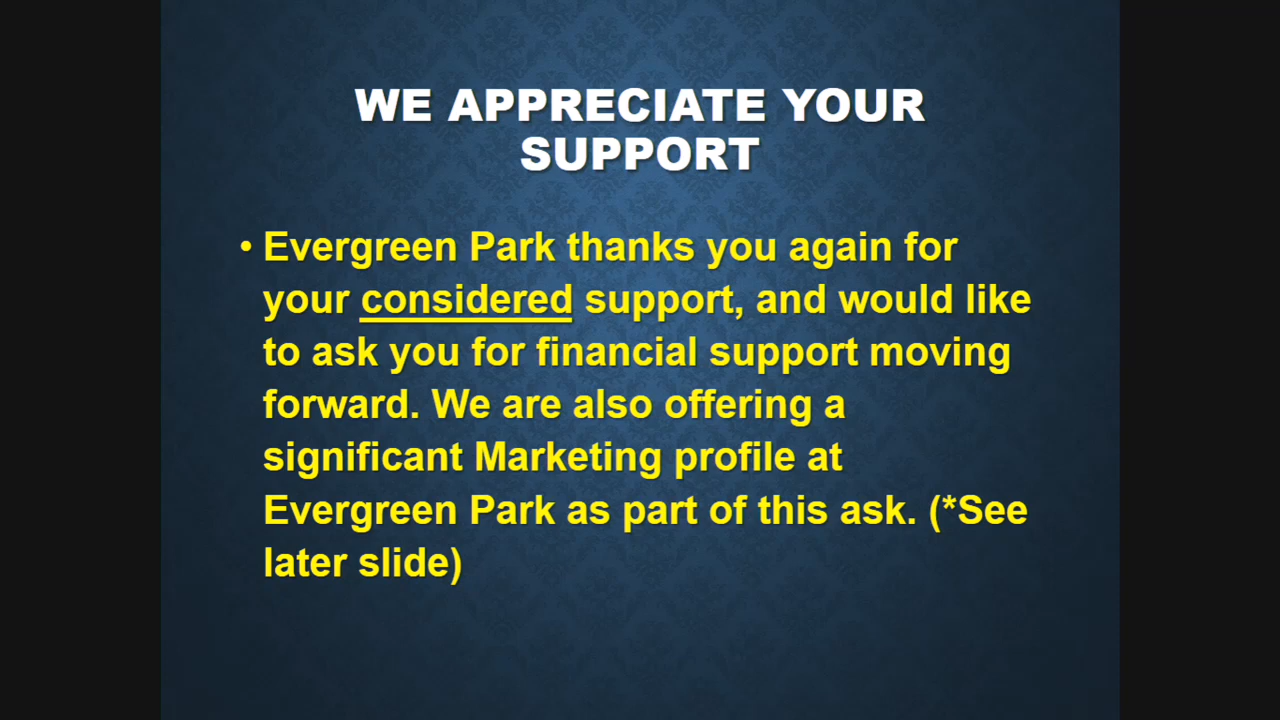 WE APPRECIATE YOUR
SUPPORT
• Evergreen Park thanks you again for
your considered support, and would like
to ask you for financial support moving
forward. We are also offering a
significant Marketing profile at
Evergreen Park as part of this ask. (*See
later slide)